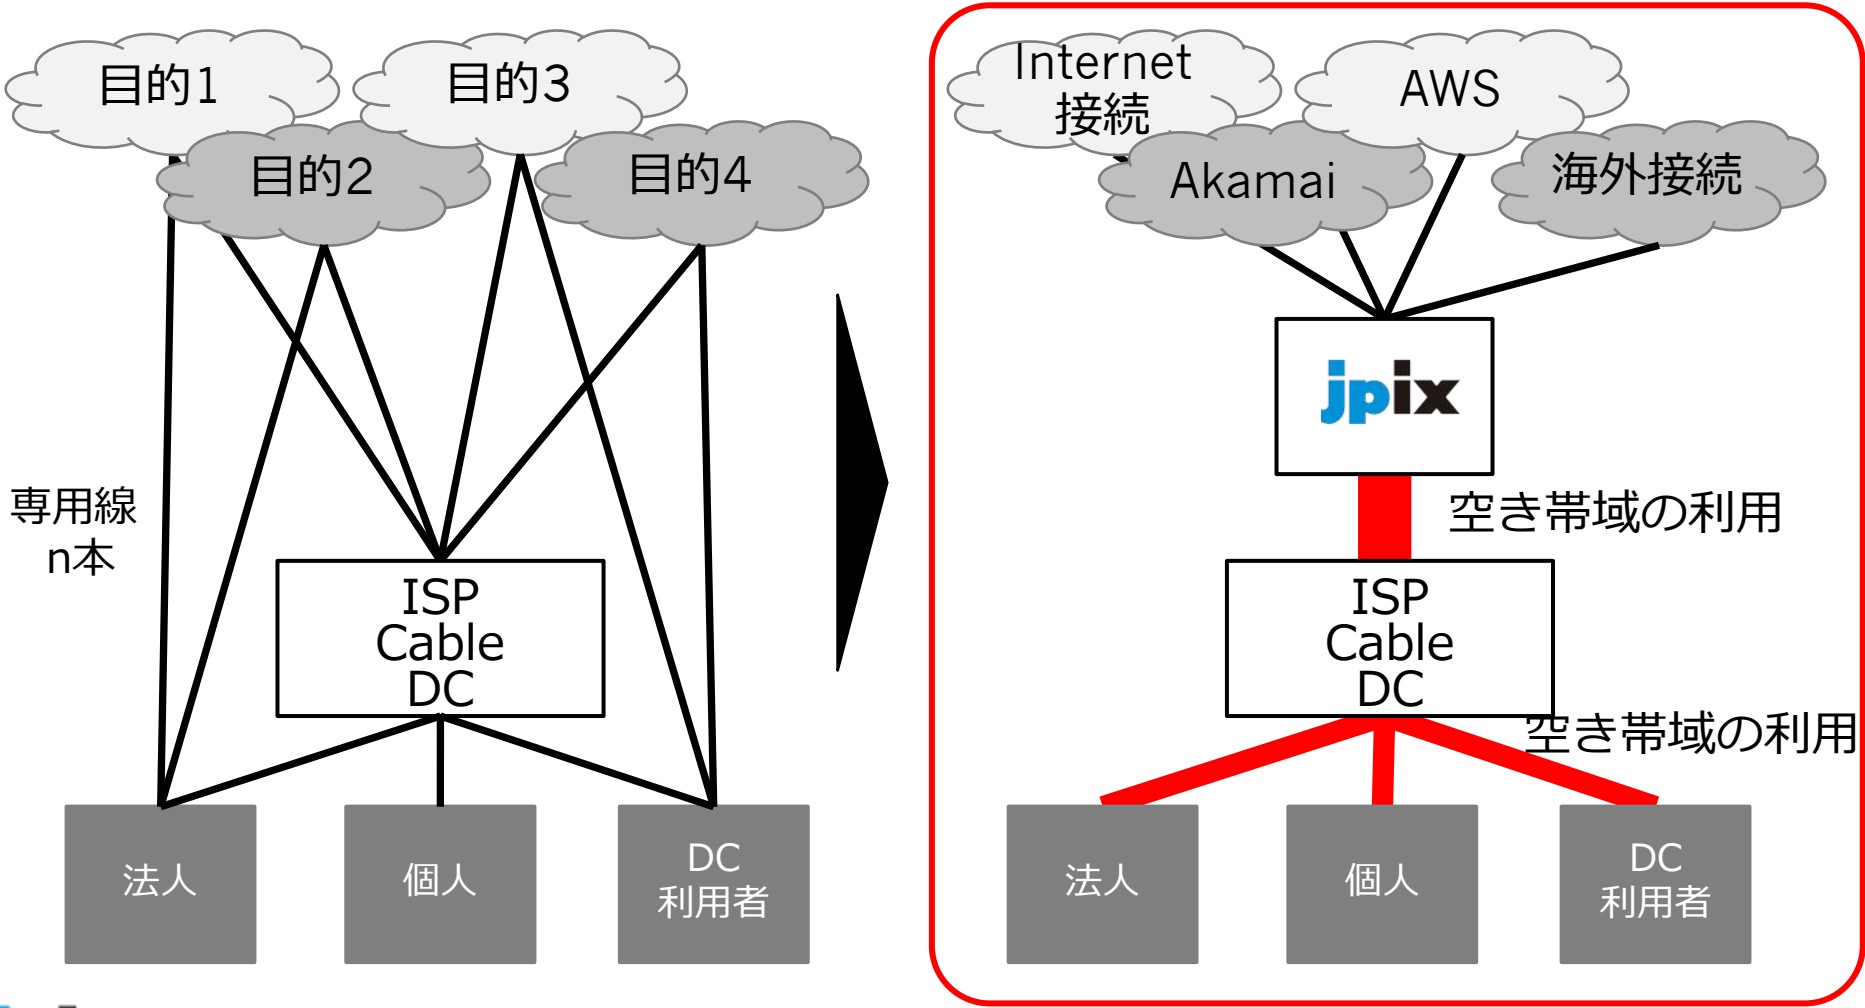 目的1
目的3
目的2
目的4
専用線
n本
ISP
Cable
DC
法人
個人
DC
利用者
Internet
接続
AWS
Akamai
海外接続
jpix
空き帯域の利用
ISP
Cable
DC
空き帯域の利用
法人
個人
DC
利用者